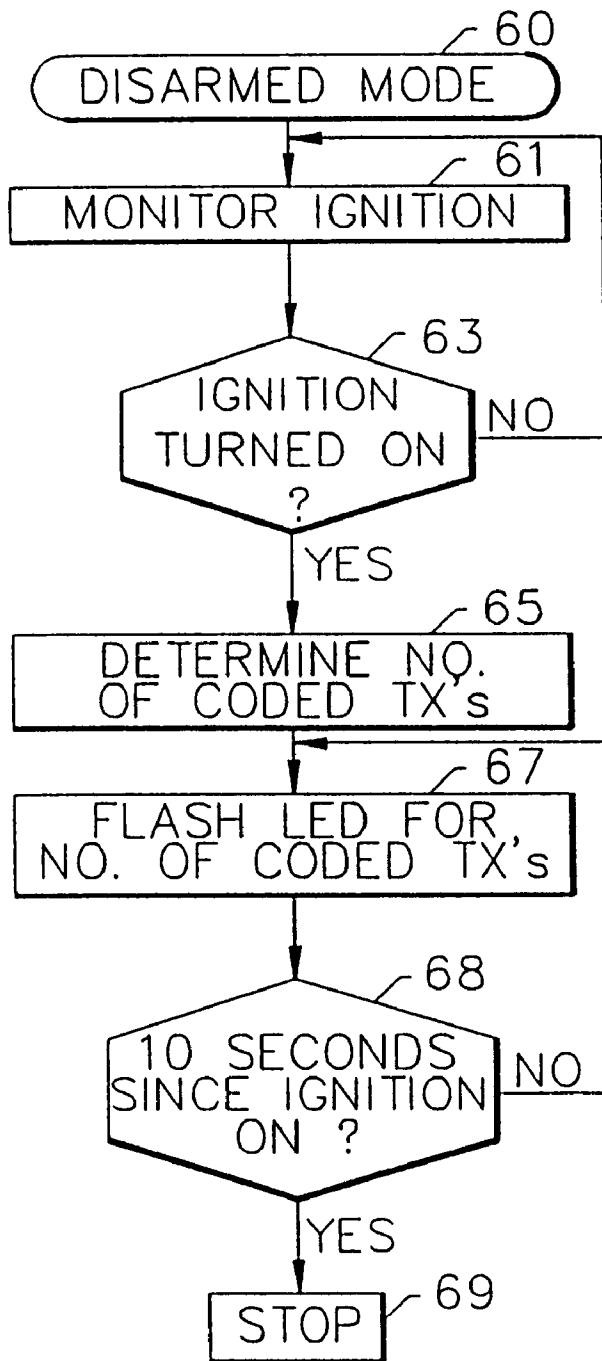 60
DISARMED MODE
61
MONITOR IGNITION
63
IGNITION
TURNED ON
?
NO
YES
65
DETERMINE NO.
OF CODED TX's
67
FLASH LED FOR
NO. OF CODED TX's
68
10 SECONDS
SINCE IGNITION
ON ?
NO
YES
69
STOP